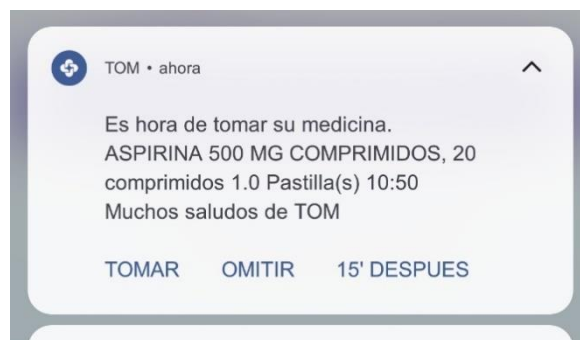 TOM • ahora
Es hora de tomar su medicina.
ASPIRINA 500 MG COMPRIMIDOS, 20
comprimidos 1.0 Pastilla(s) 10:50
Muchos saludos de TOM
TOMAR OMITIR 15' DESPUES